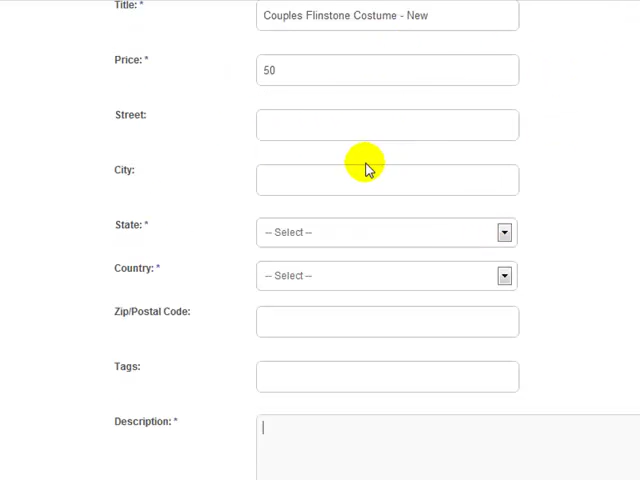 Title: *
Couples Flinstone Costume - New
Price: *
50
Street:
City:
State: *
-- Select --
Country: *
-- Select --
Zip/Postal Code:
Tags:
Description: *